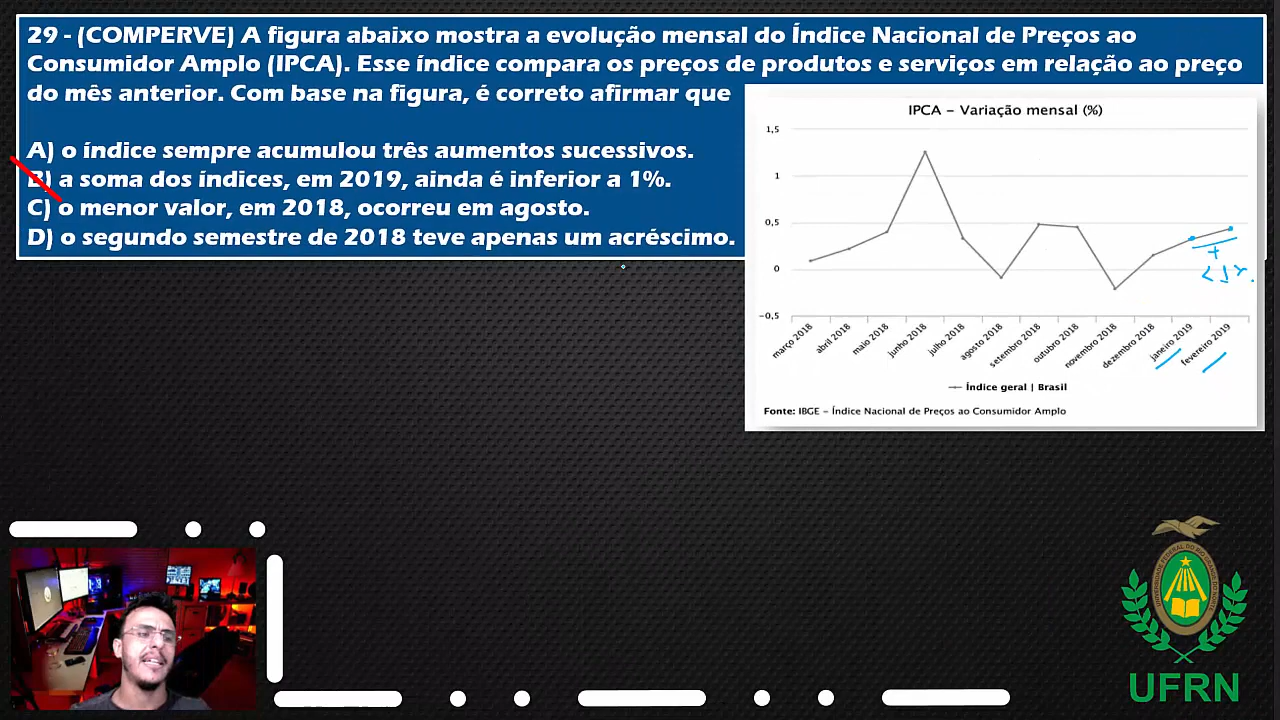 29 - (COMPERVE) A figura abaixo mostra a evolução mensal do Índice Nacional de Preços ao
Consumidor Amplo (IPCA). Esse índice compara os preços de produtos e serviços em relação ao preço
do mês anterior. Com base na figura, é correto afirmar que
A) o índice sempre acumulou três aumentos sucessivos.
B) a soma dos índices, em 2019, ainda é inferior a 1%.
C) o menor valor, em 2018, ocorreu em agosto.
D) o segundo semestre de 2018 teve apenas um acréscimo.
IPCA – Variação mensal (%)
1,5
1
0,5
0
–0,5
março 2018
abril 2018
maio 2018
junho 2018
julho 2018
agosto 2018
setembro 2018
outubro 2018
novembro 2018
dezembro 2018
janeiro 2019
fevereiro 2019
+
Índice geral | Brasil
Fonte: IBGE – Índice Nacional de Preços ao Consumidor Amplo
UFRN